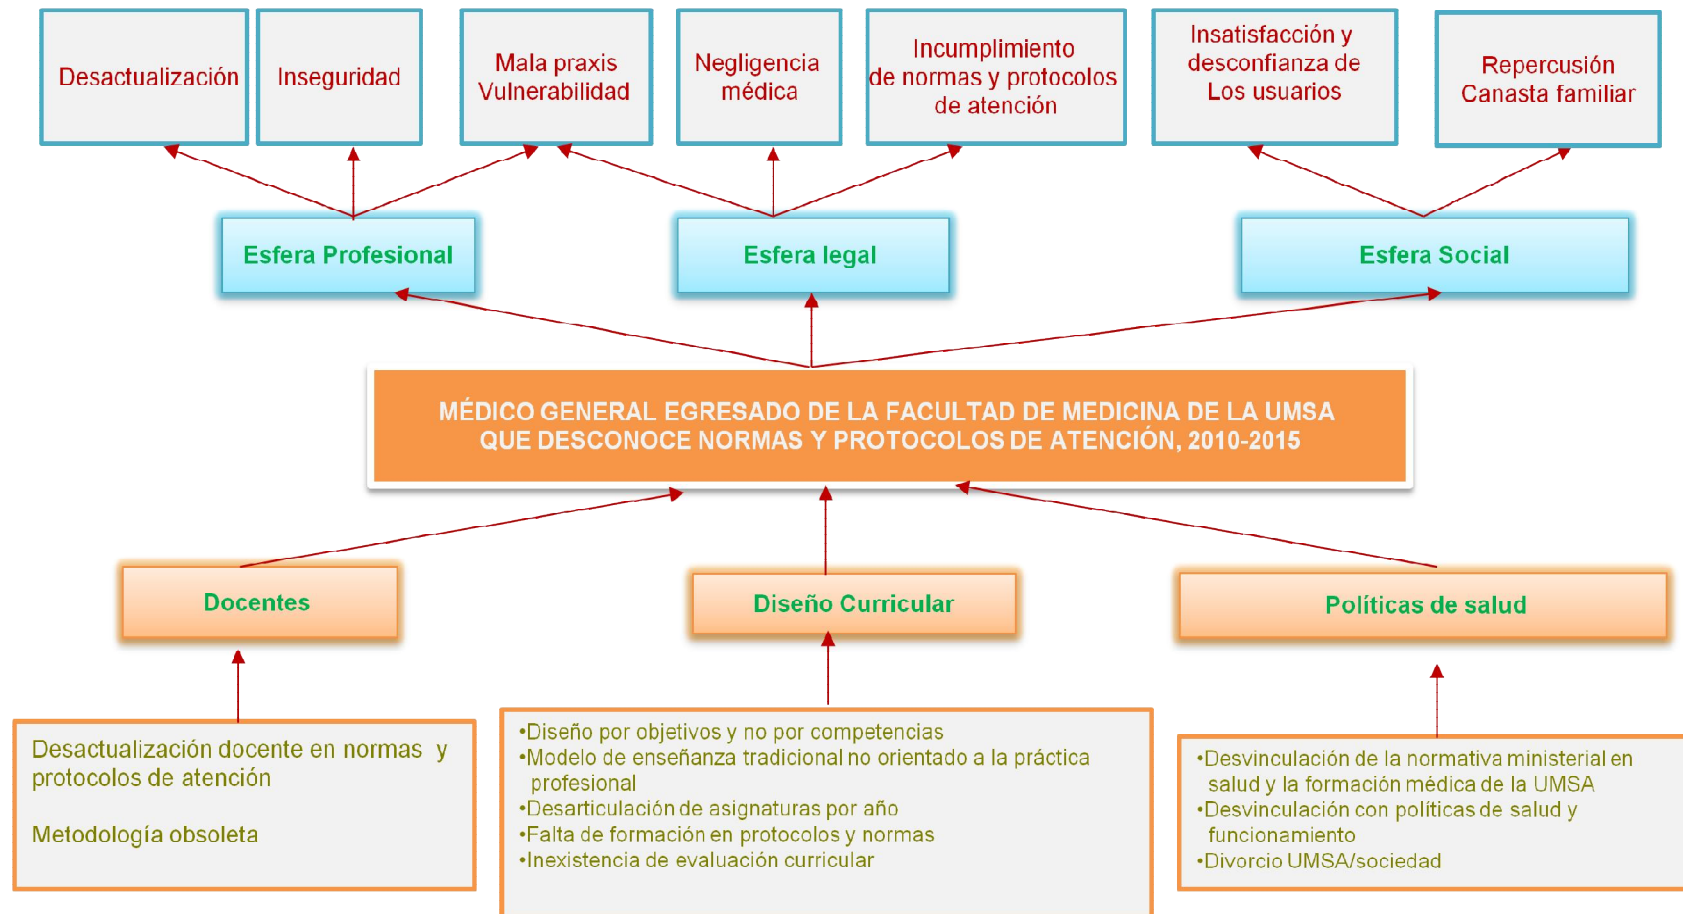 Desactualización
Inseguridad
Mala praxis
Vulnerabilidad
Negligencia
médica
Incumplimiento
de normas y protocolos
de atención
Insatisfacción y
desconfianza de
Los usuarios
Repercusión
Canasta familiar
Esfera Profesional
Esfera legal
Esfera Social
MÉDICO GENERAL EGRESADO DE LA FACULTAD DE MEDICINA DE LA UMSA
QUE DESCONOCE NORMAS Y PROTOCOLOS DE ATENCIÓN, 2010-2015
Docentes
Diseño Curricular
Políticas de salud
Desactualización docente en normas y
protocolos de atención
Metodología obsoleta
•Diseño por objetivos y no por competencias
•Modelo de enseñanza tradicional no orientado a la práctica
profesional
•Desarticulación de asignaturas por año
•Falta de formación en protocolos y normas
•Inexistencia de evaluación curricular
•Desvinculación de la normativa ministerial en
salud y la formación médica de la UMSA
•Desvinculación con políticas de salud y
funcionamiento
•Divorcio UMSA/sociedad